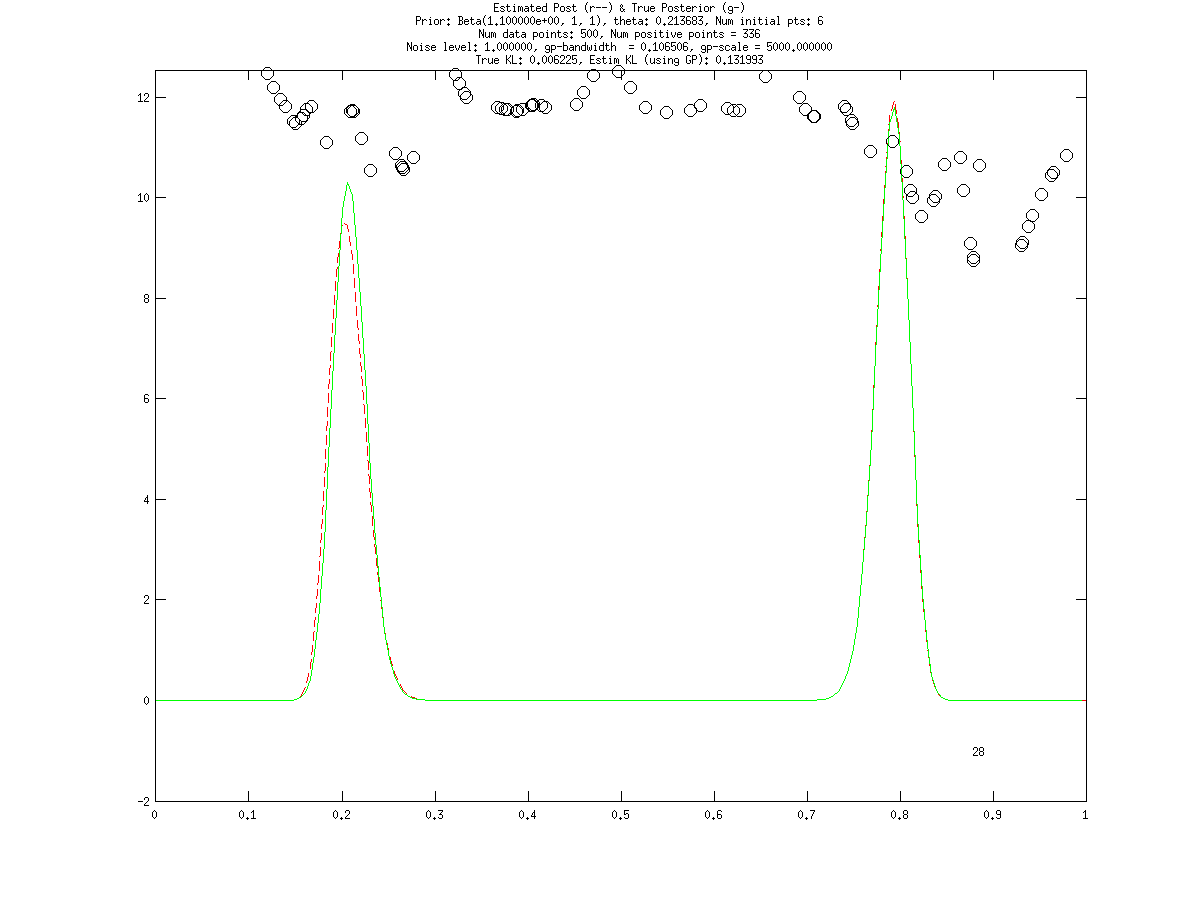 Estimated Post (r--) & True Posterior (g-)
Prior: Beta(1.100000e+00, 1, 1), theta: 0.213683, Num initial pts: 6
Num data points: 500, Num positive points = 336
Noise level: 1.000000, gp-bandwidth = 0.106506, gp-scale = 5000.000000
True KL: 0.006225, Estim KL (using GP): 0.131993
12
10
8
6
4
2
0
28
-2
0 0.1 0.2 0.3 0.4 0.5 0.6 0.7 0.8 0.9 1